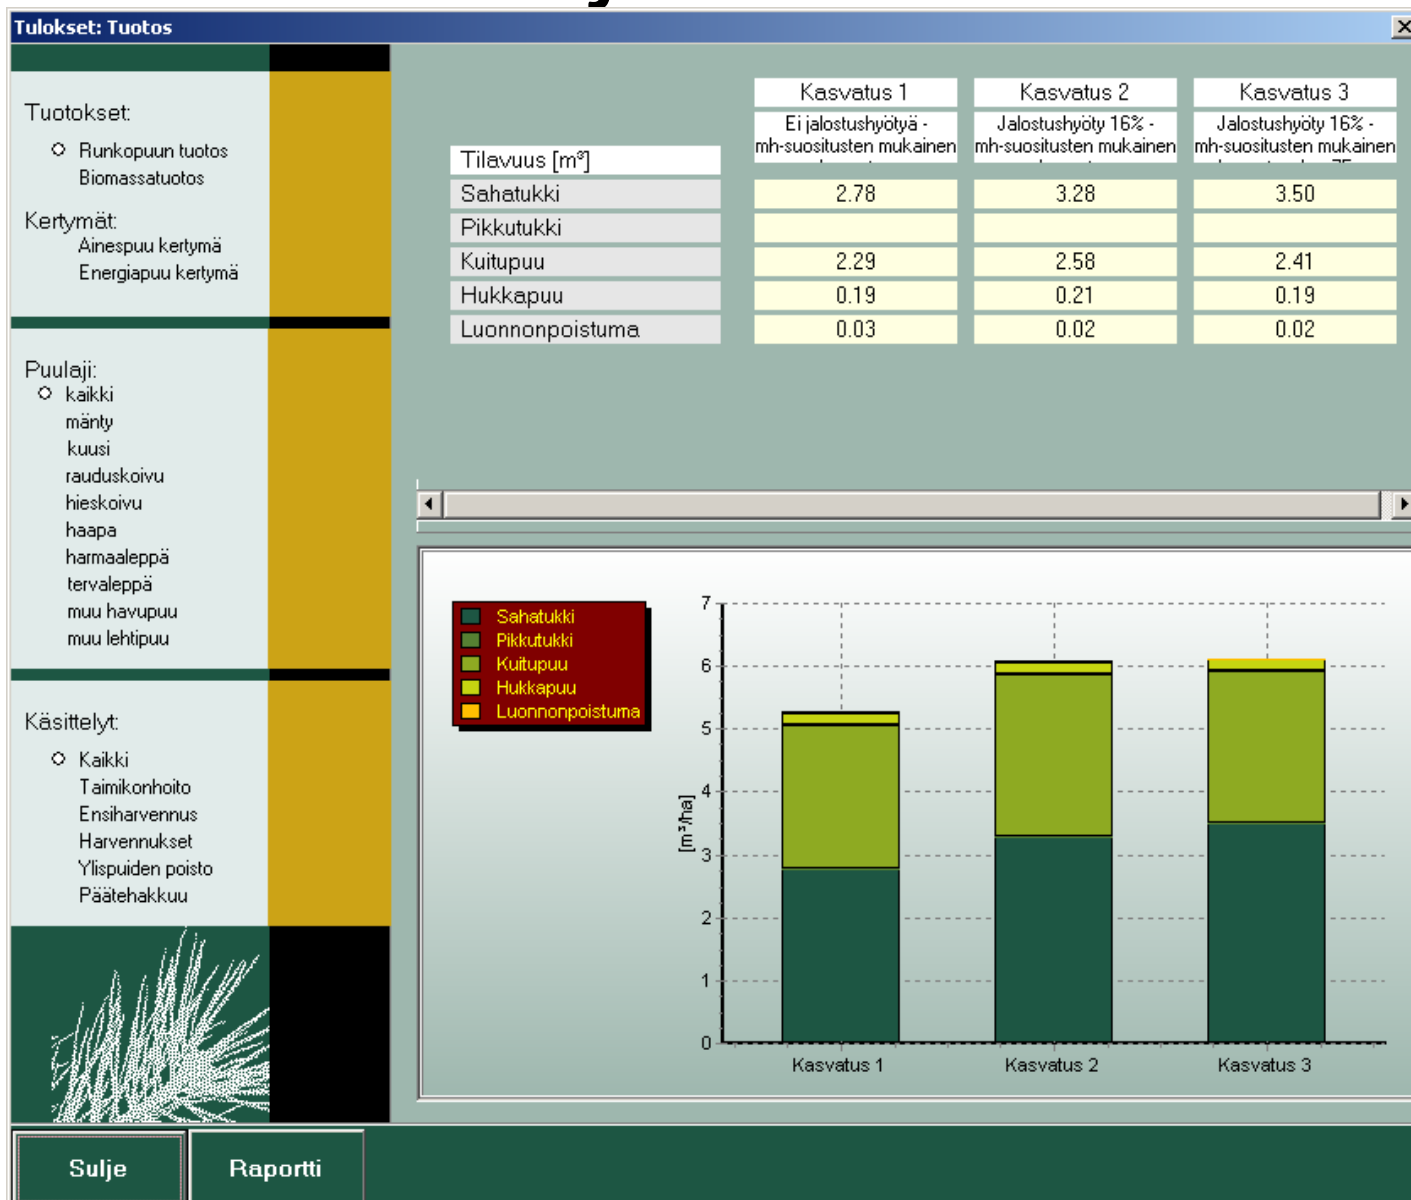 Tulokset: Tuotos
Tuotokset:
Runkopuun tuotos
Biomassatuotos
Kertymät:
Ainespuu kertymä
Energiapuu kertymä
Puulaji:
kaikki
mänty
kuusi
rauduskoivu
hieskoivu
haapa
harmaaleppä
tervaleppä
muu havupuu
muu lehtipuu
Käsittelyt:
Kaikki
Taimikonhoito
Ensiharvennus
Harvennukset
Ylispuiden poisto
Päätehakkuu
Kasvatus 1 Kasvatus 2 Kasvatus 3
Ei jalostushyötyä - Jalostushyöty 16% - Jalostushyöty 16% -
mh-suositusten mukainen mh-suositusten mukainen mh-suositusten mukainen
Tilavuus [m³]
Sahatukki 2.78 3.28 3.50
Pikkutukki
Kuitupuu 2.29 2.58 2.41
Hukkapuu 0.19 0.21 0.19
Luonnonpoistuma 0.03 0.02 0.02
Sahatukki
Pikkutukki
Kuitupuu
Hukkapuu
Luonnonpoistuma
[m³/ha]
7
6
5
4
3
2
1
0
Kasvatus 1 Kasvatus 2 Kasvatus 3
Sulje Raportti